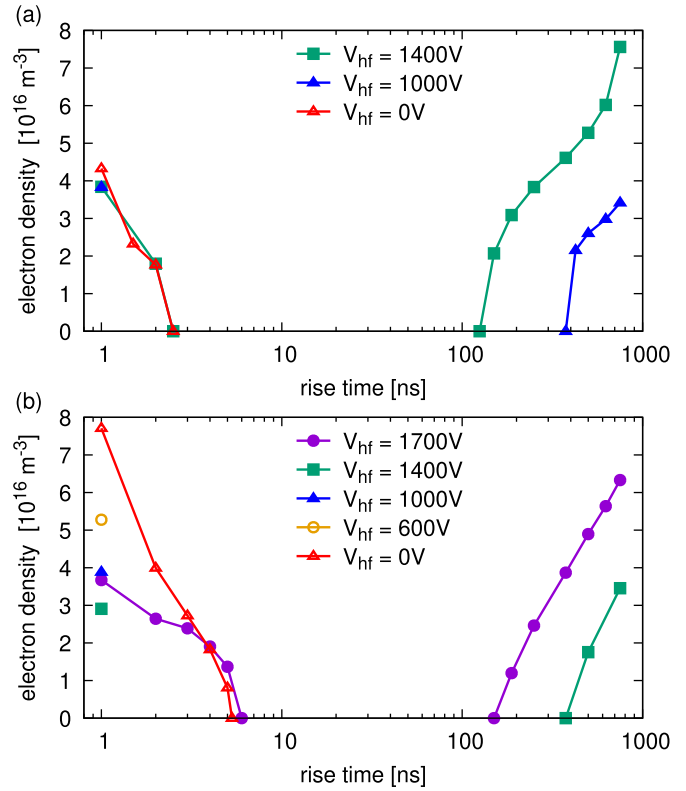 (a)
electron density [10^16 m^-3]
8
7
6
5
4
3
2
1
0
V_hf = 1400V
V_hf = 1000V
V_hf = 0V
1 10 100 1000
rise time [ns]
(b)
electron density [10^16 m^-3]
8
7
6
5
4
3
2
1
0
V_hf = 1700V
V_hf = 1400V
V_hf = 1000V
V_hf = 600V
V_hf = 0V
1 10 100 1000
rise time [ns]